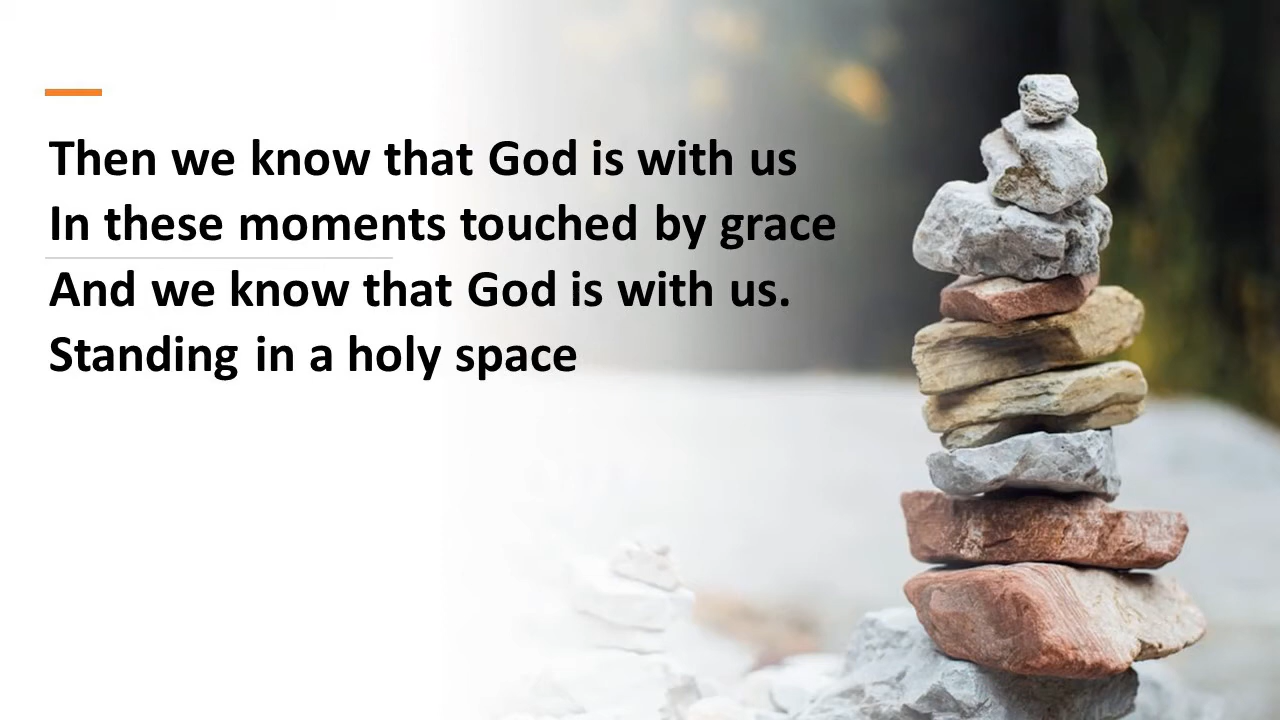 Then we know that God is with us
In these moments touched by grace
And we know that God is with us.
Standing in a holy space